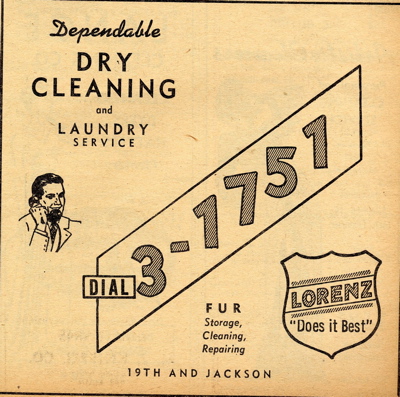 Dependable
DRY
CLEANING
and
LAUNDRY
SERVICE
DIAL 3-1751
FUR
Storage,
Cleaning,
Repairing
LORENZ
"Does it Best"
19TH AND JACKSON